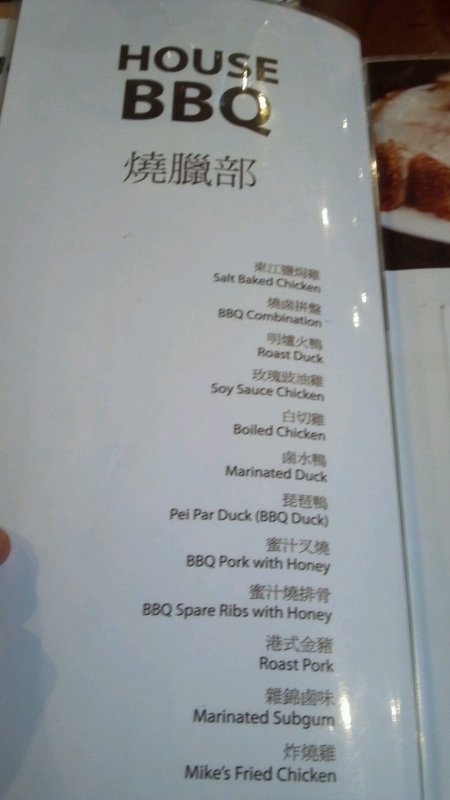 HOUSE
BBQ
燒臘部
東江鹽焗雞
Salt Baked Chicken
燒鹵拼盤
BBQ Combination
明爐火鴨
Roast Duck
玫瑰豉油雞
Soy Sauce Chicken
白切雞
Boiled Chicken
鹵水鴨
Marinated Duck
琵琶鴨
Pei Par Duck (BBQ Duck)
蜜汁叉燒
BBQ Pork with Honey
蜜汁燒排骨
BBQ Spare Ribs with Honey
港式金豬
Roast Pork
雜錦鹵味
Marinated Subgum
炸燒雞
Mike's Fried Chicken